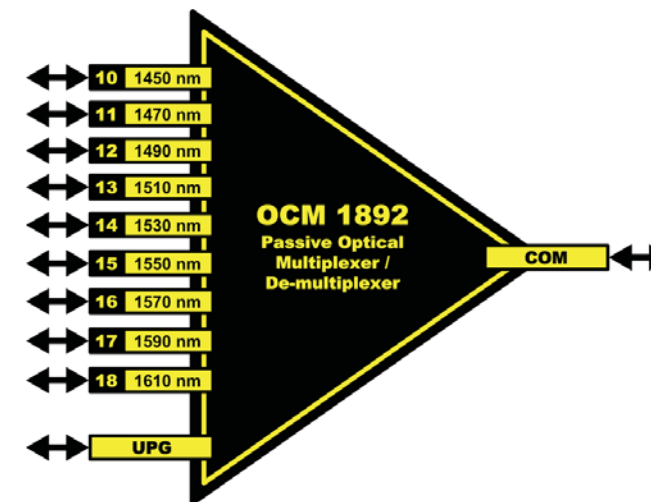 10 1450 nm
11 1470 nm
12 1490 nm
13 1510 nm
14 1530 nm
15 1550 nm
16 1570 nm
17 1590 nm
18 1610 nm
UPG
OCM 1892
Passive Optical
Multiplexer /
De-multiplexer
COM